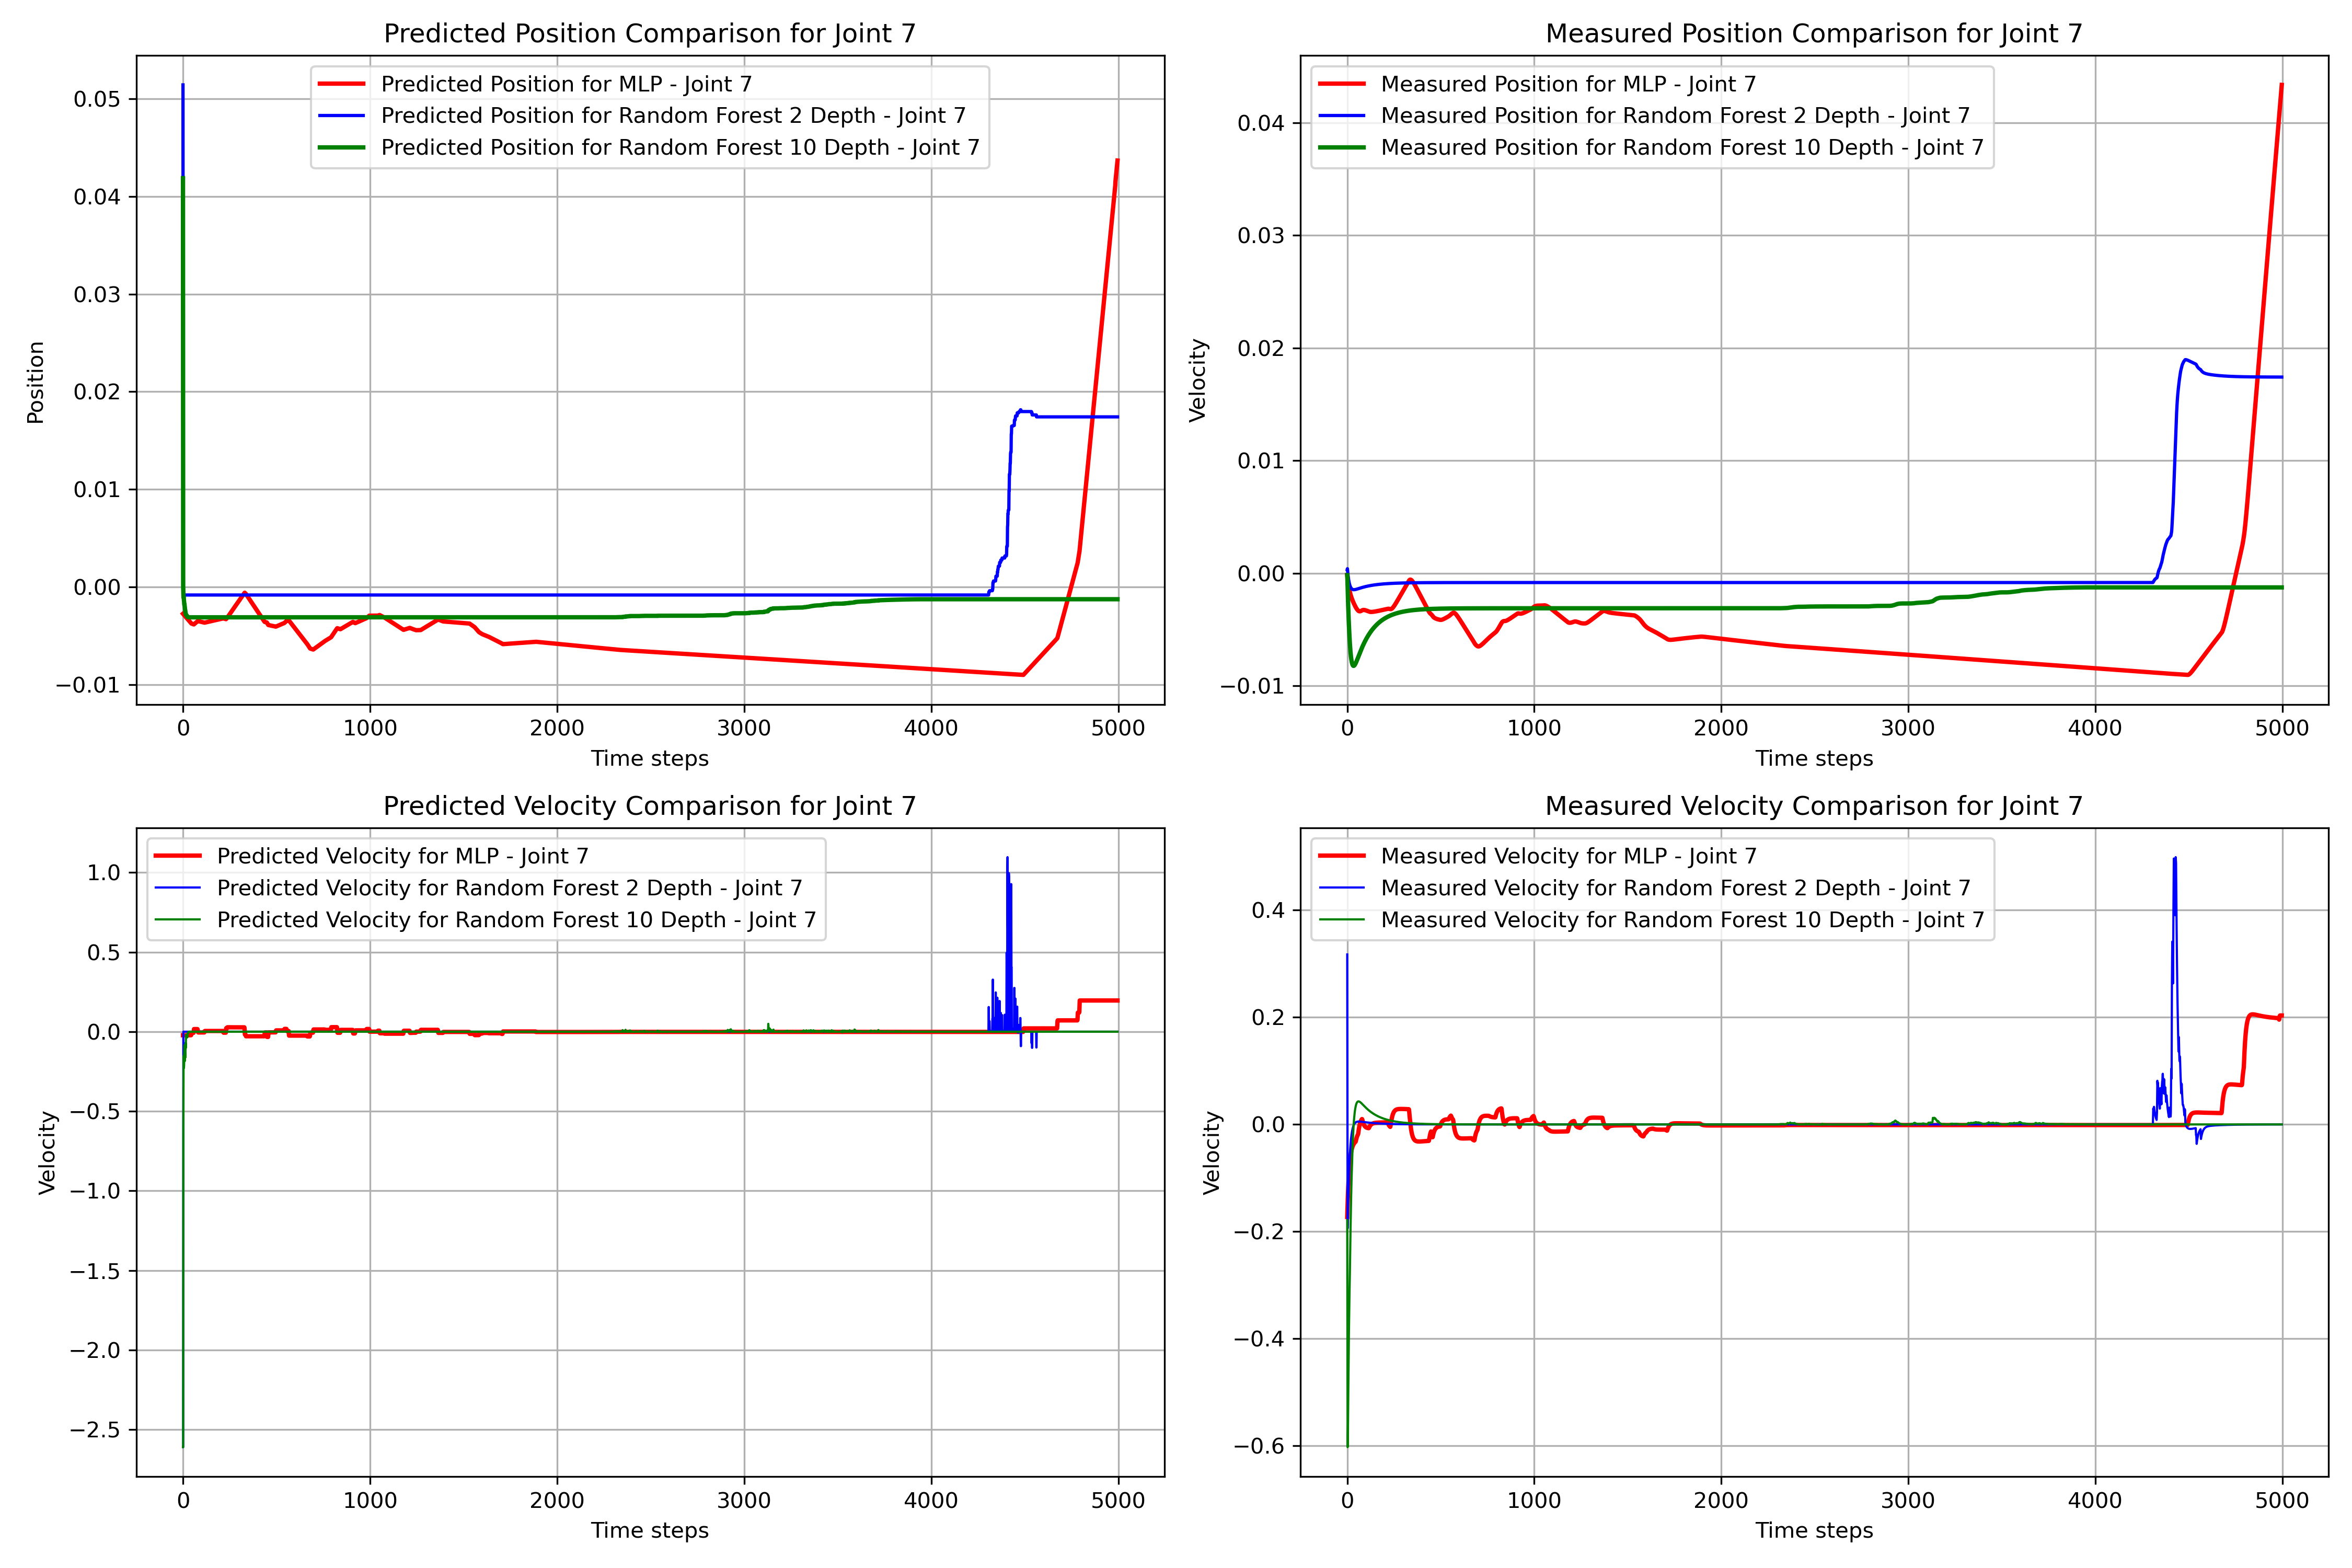 Predicted Position Comparison for Joint 7
Predicted Position for MLP - Joint 7
Predicted Position for Random Forest 2 Depth - Joint 7
Predicted Position for Random Forest 10 Depth - Joint 7
0.05
0.04
0.03
0.02
0.01
0.00
−0.01
Position
0
1000
2000
3000
4000
5000
Time steps
Measured Position Comparison for Joint 7
Measured Position for MLP - Joint 7
Measured Position for Random Forest 2 Depth - Joint 7
Measured Position for Random Forest 10 Depth - Joint 7
0.04
0.03
0.02
0.01
0.00
−0.01
Velocity
0
1000
2000
3000
4000
5000
Time steps
Predicted Velocity Comparison for Joint 7
Predicted Velocity for MLP - Joint 7
Predicted Velocity for Random Forest 2 Depth - Joint 7
Predicted Velocity for Random Forest 10 Depth - Joint 7
1.0
0.5
0.0
−0.5
−1.0
−1.5
−2.0
−2.5
Velocity
0
1000
2000
3000
4000
5000
Time steps
Measured Velocity Comparison for Joint 7
Measured Velocity for MLP - Joint 7
Measured Velocity for Random Forest 2 Depth - Joint 7
Measured Velocity for Random Forest 10 Depth - Joint 7
0.4
0.2
0.0
−0.2
−0.4
−0.6
Velocity
0
1000
2000
3000
4000
5000
Time steps